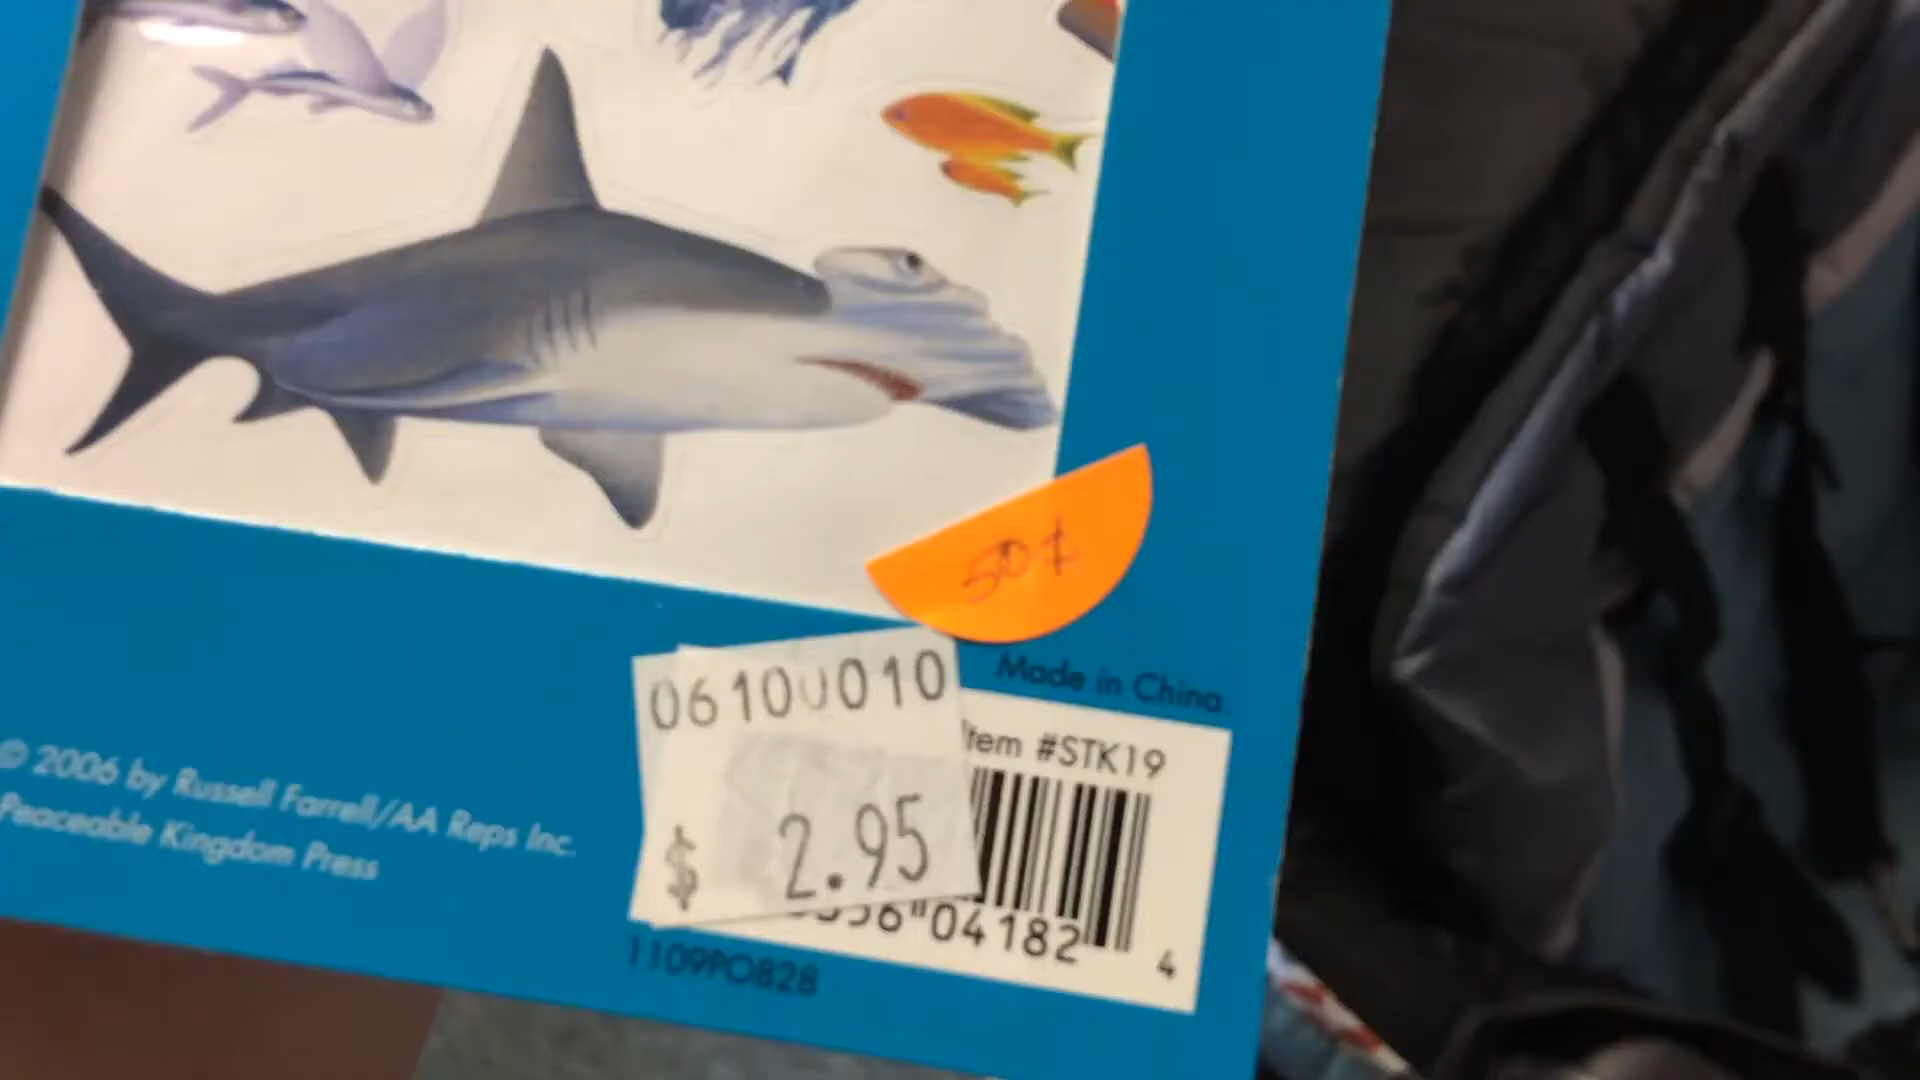 50¢
06100010
$ 2.95
Made in China.
Item #STK19
04182 4
© 2006 by Russell Farrell/AA Reps Inc.
Peaceable Kingdom Press
1109PO828